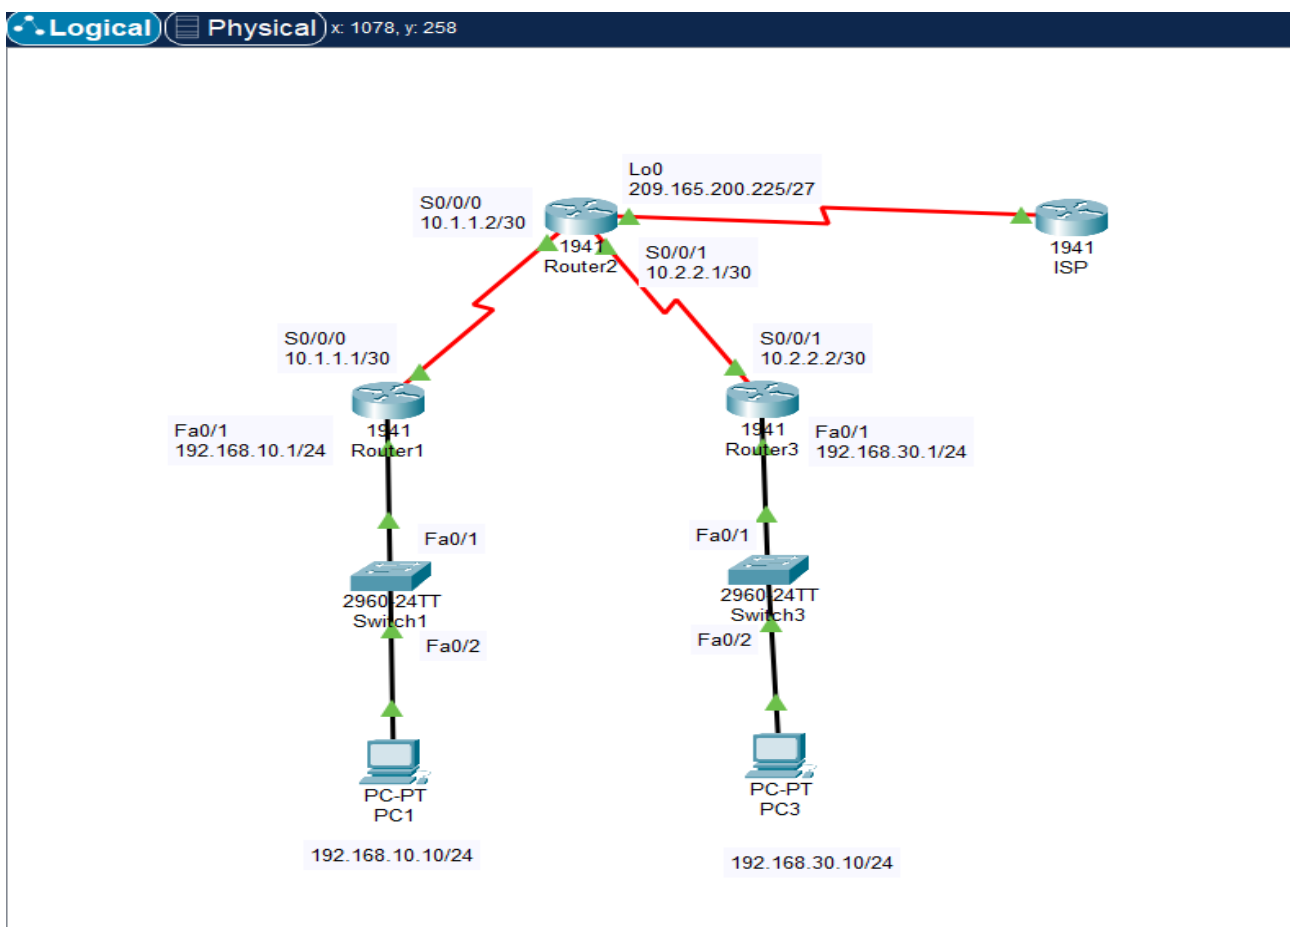 Logical Physical x: 1078, y: 258
Lo0
209.165.200.225/27
S0/0/0
10.1.1.2/30
1941
Router2
S0/0/1
10.2.2.1/30
1941
ISP
S0/0/0
10.1.1.1/30
S0/0/1
10.2.2.2/30
Fa0/1
192.168.10.1/24
1941
Router1
1941
Router3
Fa0/1
192.168.30.1/24
Fa0/1
2960-24TT
Switch1
Fa0/2
Fa0/1
2960-24TT
Switch3
Fa0/2
PC-PT
PC1
192.168.10.10/24
PC-PT
PC3
192.168.30.10/24